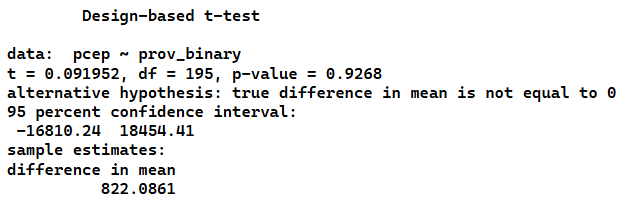 Design-based t-test
data:  pcep ~ prov_binary
t = 0.091952, df = 195, p-value = 0.9268
alternative hypothesis: true difference in mean is not equal to 0
95 percent confidence interval:
 -16810.24  18454.41
sample estimates:
difference in mean
          822.0861